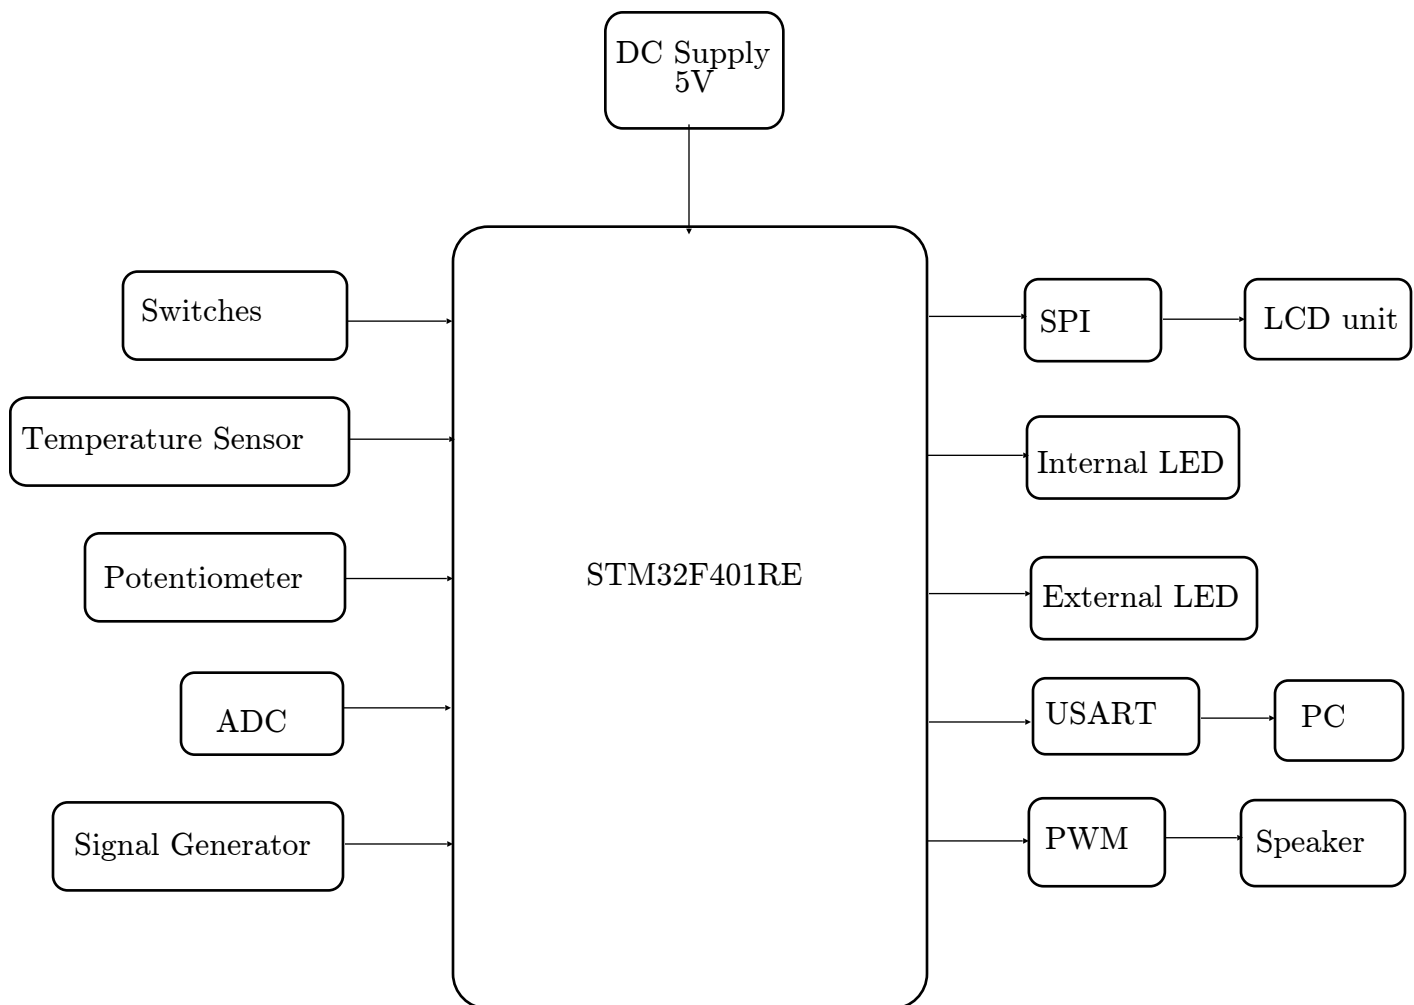 DC Supply
5V
Switches
SPI
LCD unit
Temperature Sensor
Internal LED
Potentiometer
STM32F401RE
External LED
ADC
USART
PC
Signal Generator
PWM
Speaker